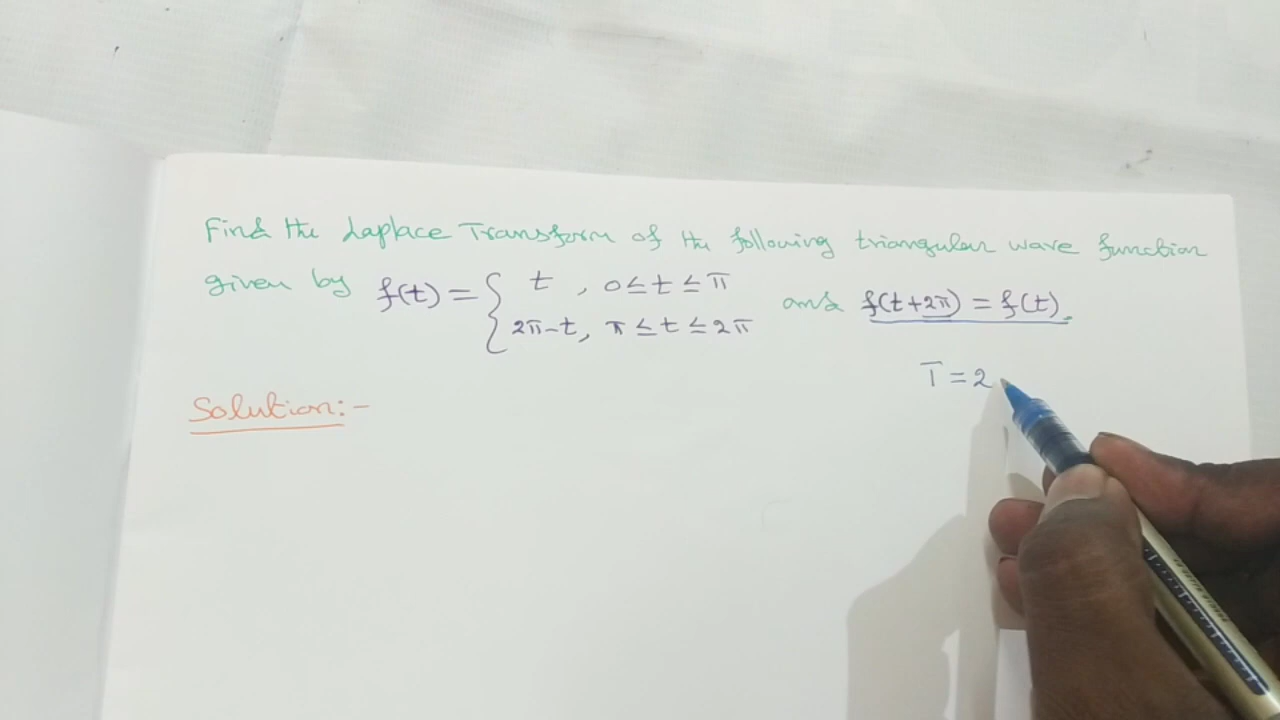 Find the Laplace Transform of the following triangular wave function
given by f(t) = { t , 0 ≤ t ≤ π and f(t+2π) = f(t).
2π-t, π ≤ t ≤ 2π
T = 2
Solution:-